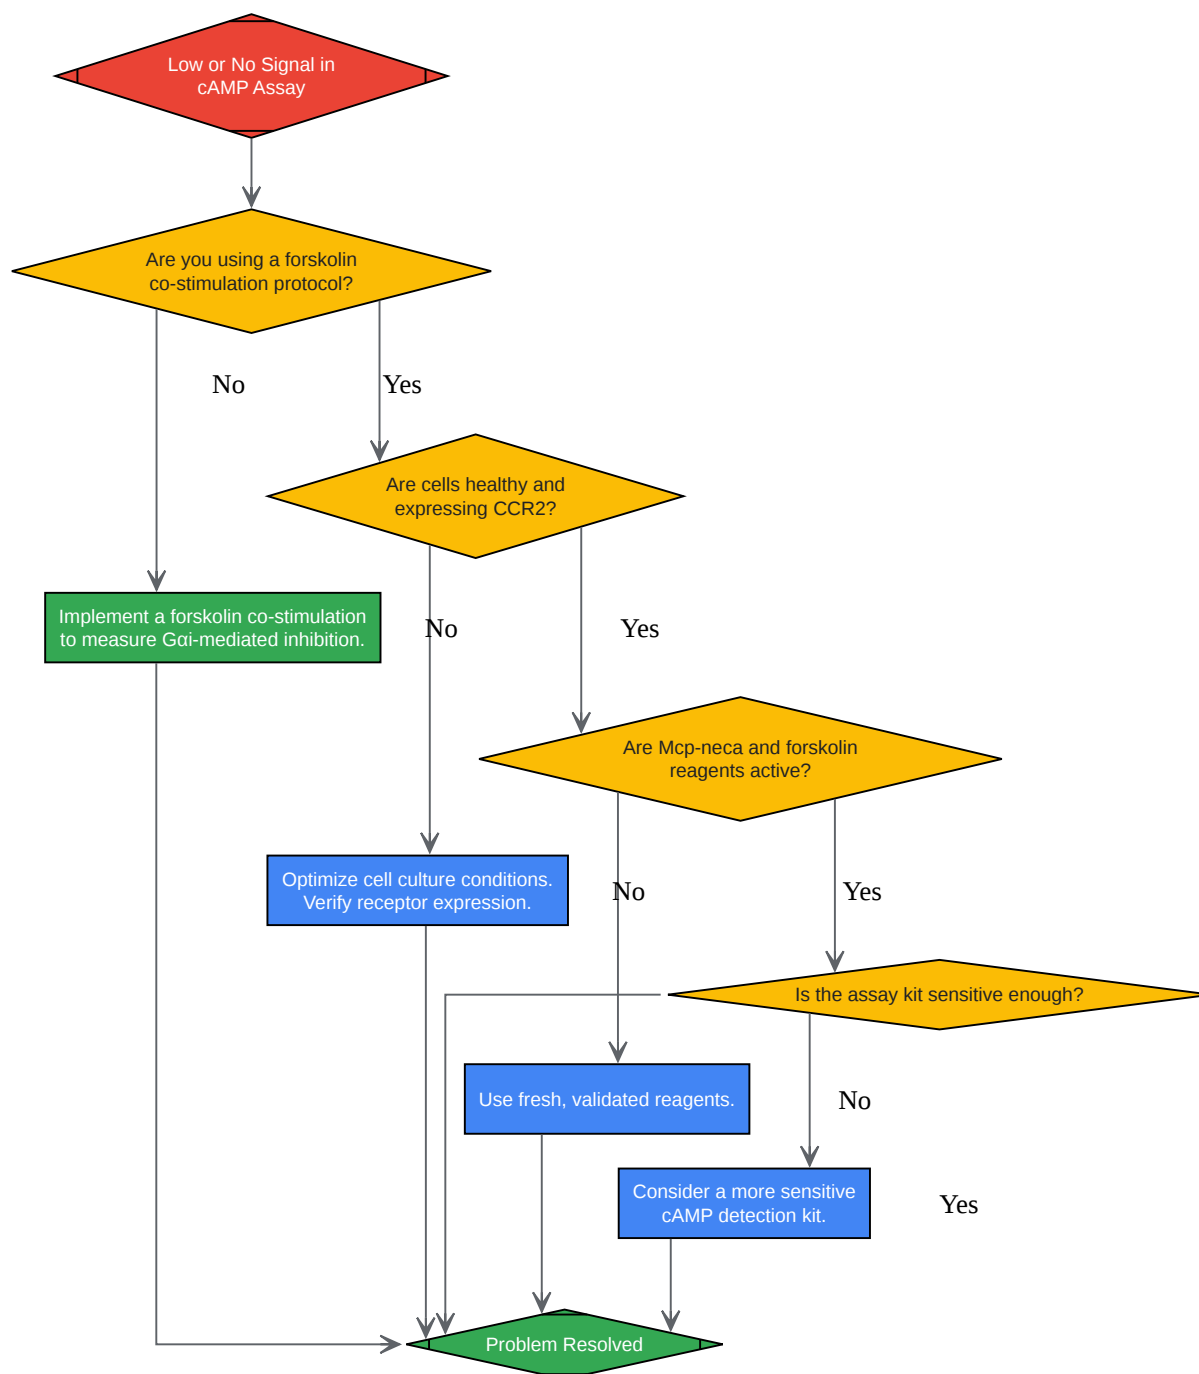 Low or No Signal in
cAMP Assay
Are you using a forskolin
co-stimulation protocol?
No
Yes
Are cells healthy and
expressing CCR2?
Implement a forskolin co-stimulation
to measure Gαi-mediated inhibition.
No
Yes
Are Mcp-neca and forskolin
reagents active?
Optimize cell culture conditions.
Verify receptor expression.
No
Yes
Is the assay kit sensitive enough?
Use fresh, validated reagents.
No
Consider a more sensitive
cAMP detection kit.
Yes
Problem Resolved